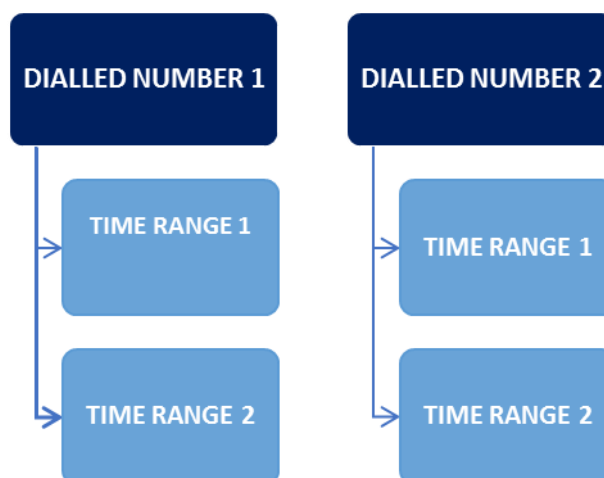 DIALLED NUMBER 1
TIME RANGE 1
TIME RANGE 2
DIALLED NUMBER 2
TIME RANGE 1
TIME RANGE 2